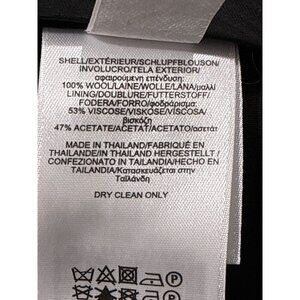 SHELL/EXTÉRIEUR/SCHLUPFBLOUSON/
INVOLUCRO/TELA EXTERIOR/
αφαιρούμενη επένδυση:
100% WOOL/LAINE/WOLLE/LANA/μαλλί
LINING/DOUBLURE/FUTTERSTOFF/
FODERA/FORRO/φοδράρισμα:
53% VISCOSE/VISKOSE/VISCOSA/
βισκόζη
47% ACETATE/ACETAT/ACETATO/ασετάτ
MADE IN THAILAND/FABRIQUÉ EN
THAÏLANDE/IN THAILAND HERGESTELLT /
CONFEZIONATO IN TAILANDIA/HECHO EN
TAILANDIA/Κατασκευάζεται στην
Ταϊλάνδη
DRY CLEAN ONLY
P
P